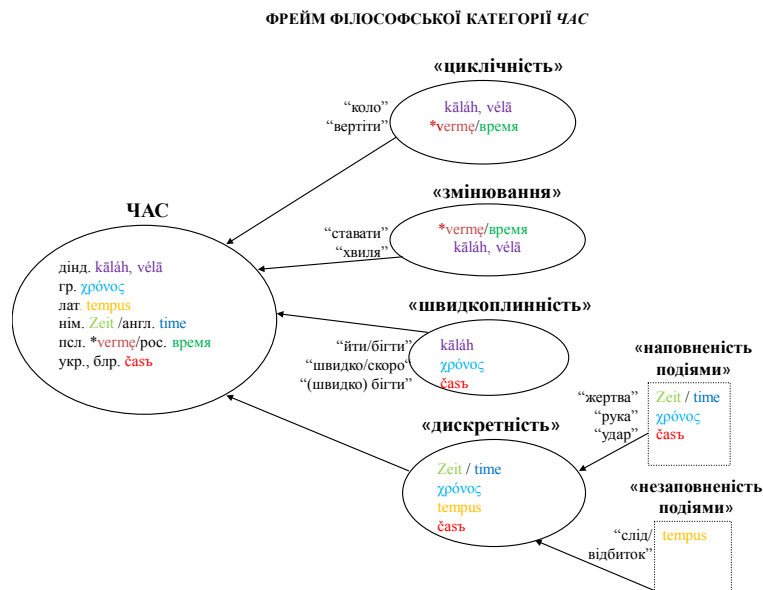 ФРЕЙМ ФІЛОСОФСЬКОЇ КАТЕГОРІЇ ЧАС
«циклічність»
“коло”
“вертіти”
kāláh, vélā
*vermę/время
«змінювання»
“ставати”
“хвиля”
*vermę/время
kāláh, vélā
ЧАС
дінд. kāláh, vélā
гр. χρόνος
лат. tempus
нім. Zeit /англ. time
псл. *vermę/рос. время
укр., блр. časъ
«швидкоплинність»
“йти/бігти”
“швидко/скоро“
“(швидко) бігти”
kāláh
χρόνος
časъ
«наповненість
подіями»
“жертва”
“рука”
“удар”
Zeit / time
χρόνος
časъ
«дискретність»
Zeit / time
χρόνος
tempus
časъ
«незаповненість
подіями»
“слід/
відбиток”
tempus